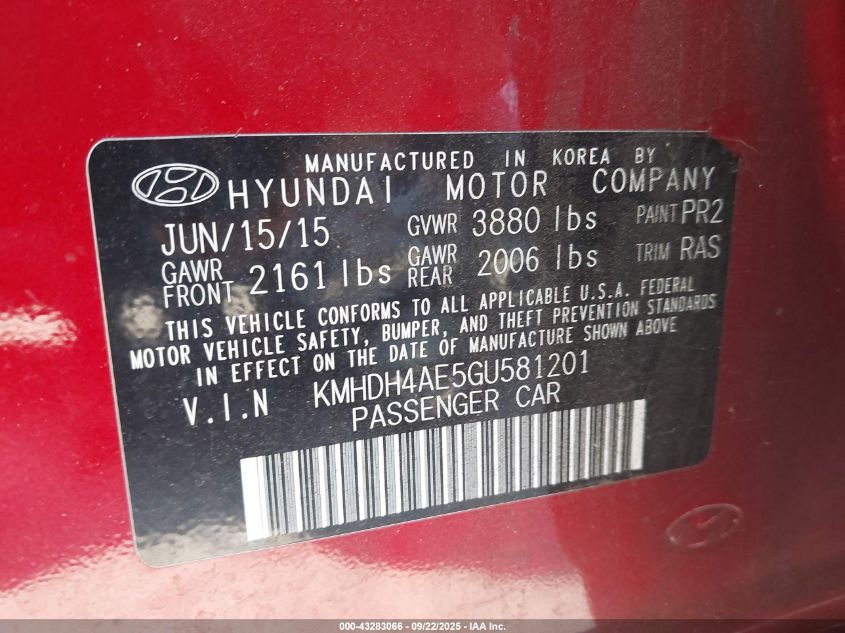 MANUFACTURED IN KOREA BY
HYUNDAI MOTOR COMPANY
JUN/15/15 GVWR 3880 lbs PAINT PR2
GAWR FRONT 2161 lbs GAWR REAR 2006 lbs TRIM RAS
THIS VEHICLE CONFORMS TO ALL APPLICABLE U.S.A. FEDERAL
MOTOR VEHICLE SAFETY, BUMPER, AND THEFT PREVENTION STANDARDS
IN EFFECT ON THE DATE OF MANUFACTURE SHOWN ABOVE
V.I.N KMHDH4AE5GU581201
PASSENGER CAR
000-43283066 - 09/22/2025 - IAA Inc.